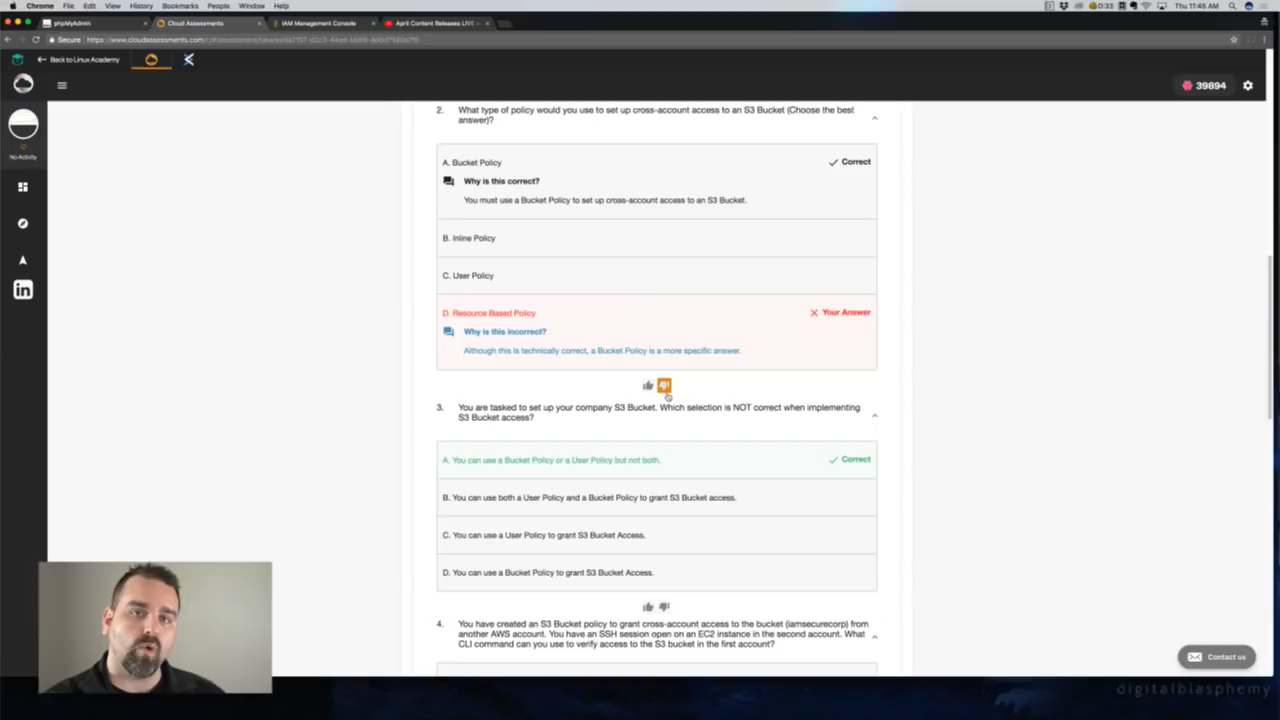 Chrome File Edit View History Bookmarks People Window Help
0:33 Thu 11:45 AM
phpMyAdmin Cloud Assessments IAM Management Console April Content Releases LIVE
Secure
Back to Linux Academy
39894
No Activity
2. What type of policy would you use to set up cross-account access to an S3 Bucket (Choose the best
answer)?
A. Bucket Policy Correct
Why is this correct?
You must use a Bucket Policy to set up cross-account access to an S3 Bucket.
B. Inline Policy
C. User Policy
D. Resource Based Policy Your Answer
Why is this incorrect?
Although this is technically correct, a Bucket Policy is a more specific answer.
3. You are tasked to set up your company S3 Bucket. Which selection is NOT correct when implementing
S3 Bucket access?
A. You can use a Bucket Policy or a User Policy but not both. Correct
B. You can use both a User Policy and a Bucket Policy to grant S3 Bucket access.
C. You can use a User Policy to grant S3 Bucket Access.
D. You can use a Bucket Policy to grant S3 Bucket Access.
4. You have created an S3 Bucket policy to grant cross-account access to the bucket (iamsecurecorp) from
another AWS account. You have an SSH session open on an EC2 instance in the second account. What
CLI command can you use to verify access to the S3 bucket in the first account?
Contact us
in
digitalblasphemy